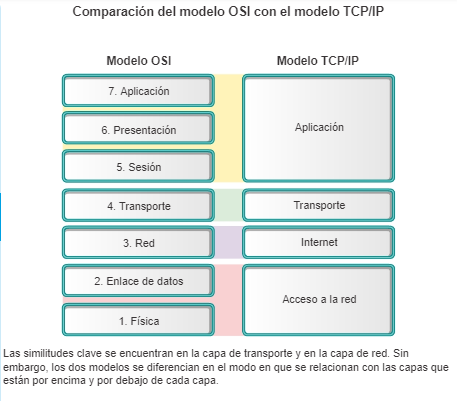 Comparación del modelo OSI con el modelo TCP/IP
Modelo OSI
Modelo TCP/IP
7. Aplicación
6. Presentación
5. Sesión
Aplicación
4. Transporte
Transporte
3. Red
Internet
2. Enlace de datos
1. Física
Acceso a la red
Las similitudes clave se encuentran en la capa de transporte y en la capa de red. Sin
embargo, los dos modelos se diferencian en el modo en que se relacionan con las capas que
están por encima y por debajo de cada capa.